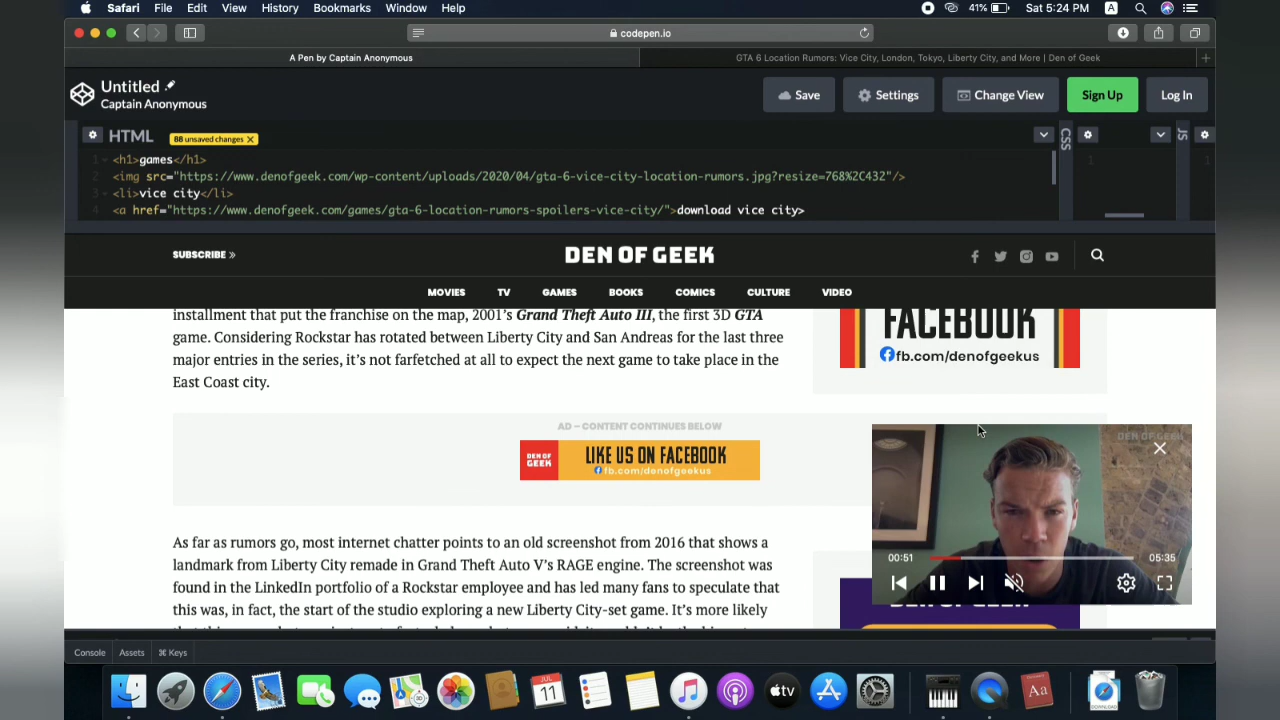 Safari File Edit View History Bookmarks Window Help
41% Sat 5:24 PM A
codepen.io
A Pen by Captain Anonymous
GTA 6 Location Rumors: Vice City, London, Tokyo, Liberty City, and More | Den of Geek
Untitled
Captain Anonymous
Save
Settings
Change View
Sign Up
Log In
HTML
88 unsaved changes X
CSS
JS
1 <h1>games</h1>
2 <img src="https://www.denofgeek.com/wp-content/uploads/2020/04/gta-6-vice-city-location-rumors.jpg?resize=768%2C432"/>
3 <li>vice city</li>
4 <a href="https://www.denofgeek.com/games/gta-6-location-rumors-spoilers-vice-city/">download vice city>
1
1
SUBSCRIBE »
DEN OF GEEK
MOVIES TV GAMES BOOKS COMICS CULTURE VIDEO
installment that put the franchise on the map, 2001's Grand Theft Auto III, the first 3D GTA
game. Considering Rockstar has rotated between Liberty City and San Andreas for the last three
major entries in the series, it's not farfetched at all to expect the next game to take place in the
East Coast city.
FACEBOOK
fb.com/denofgeekus
AD – CONTENT CONTINUES BELOW
DEN OF GEEK
LIKE US ON FACEBOOK
fb.com/denofgeekus
DEN OF GEEK
00:51
05:35
As far as rumors go, most internet chatter points to an old screenshot from 2016 that shows a
landmark from Liberty City remade in Grand Theft Auto V's RAGE engine. The screenshot was
found in the LinkedIn portfolio of a Rockstar employee and has led many fans to speculate that
this was, in fact, the start of the studio exploring a new Liberty City-set game. It's more likely
DEN OF GEEK
Console Assets ⌘ Keys
JUL
11
tv
Aa
DOWNLOAD